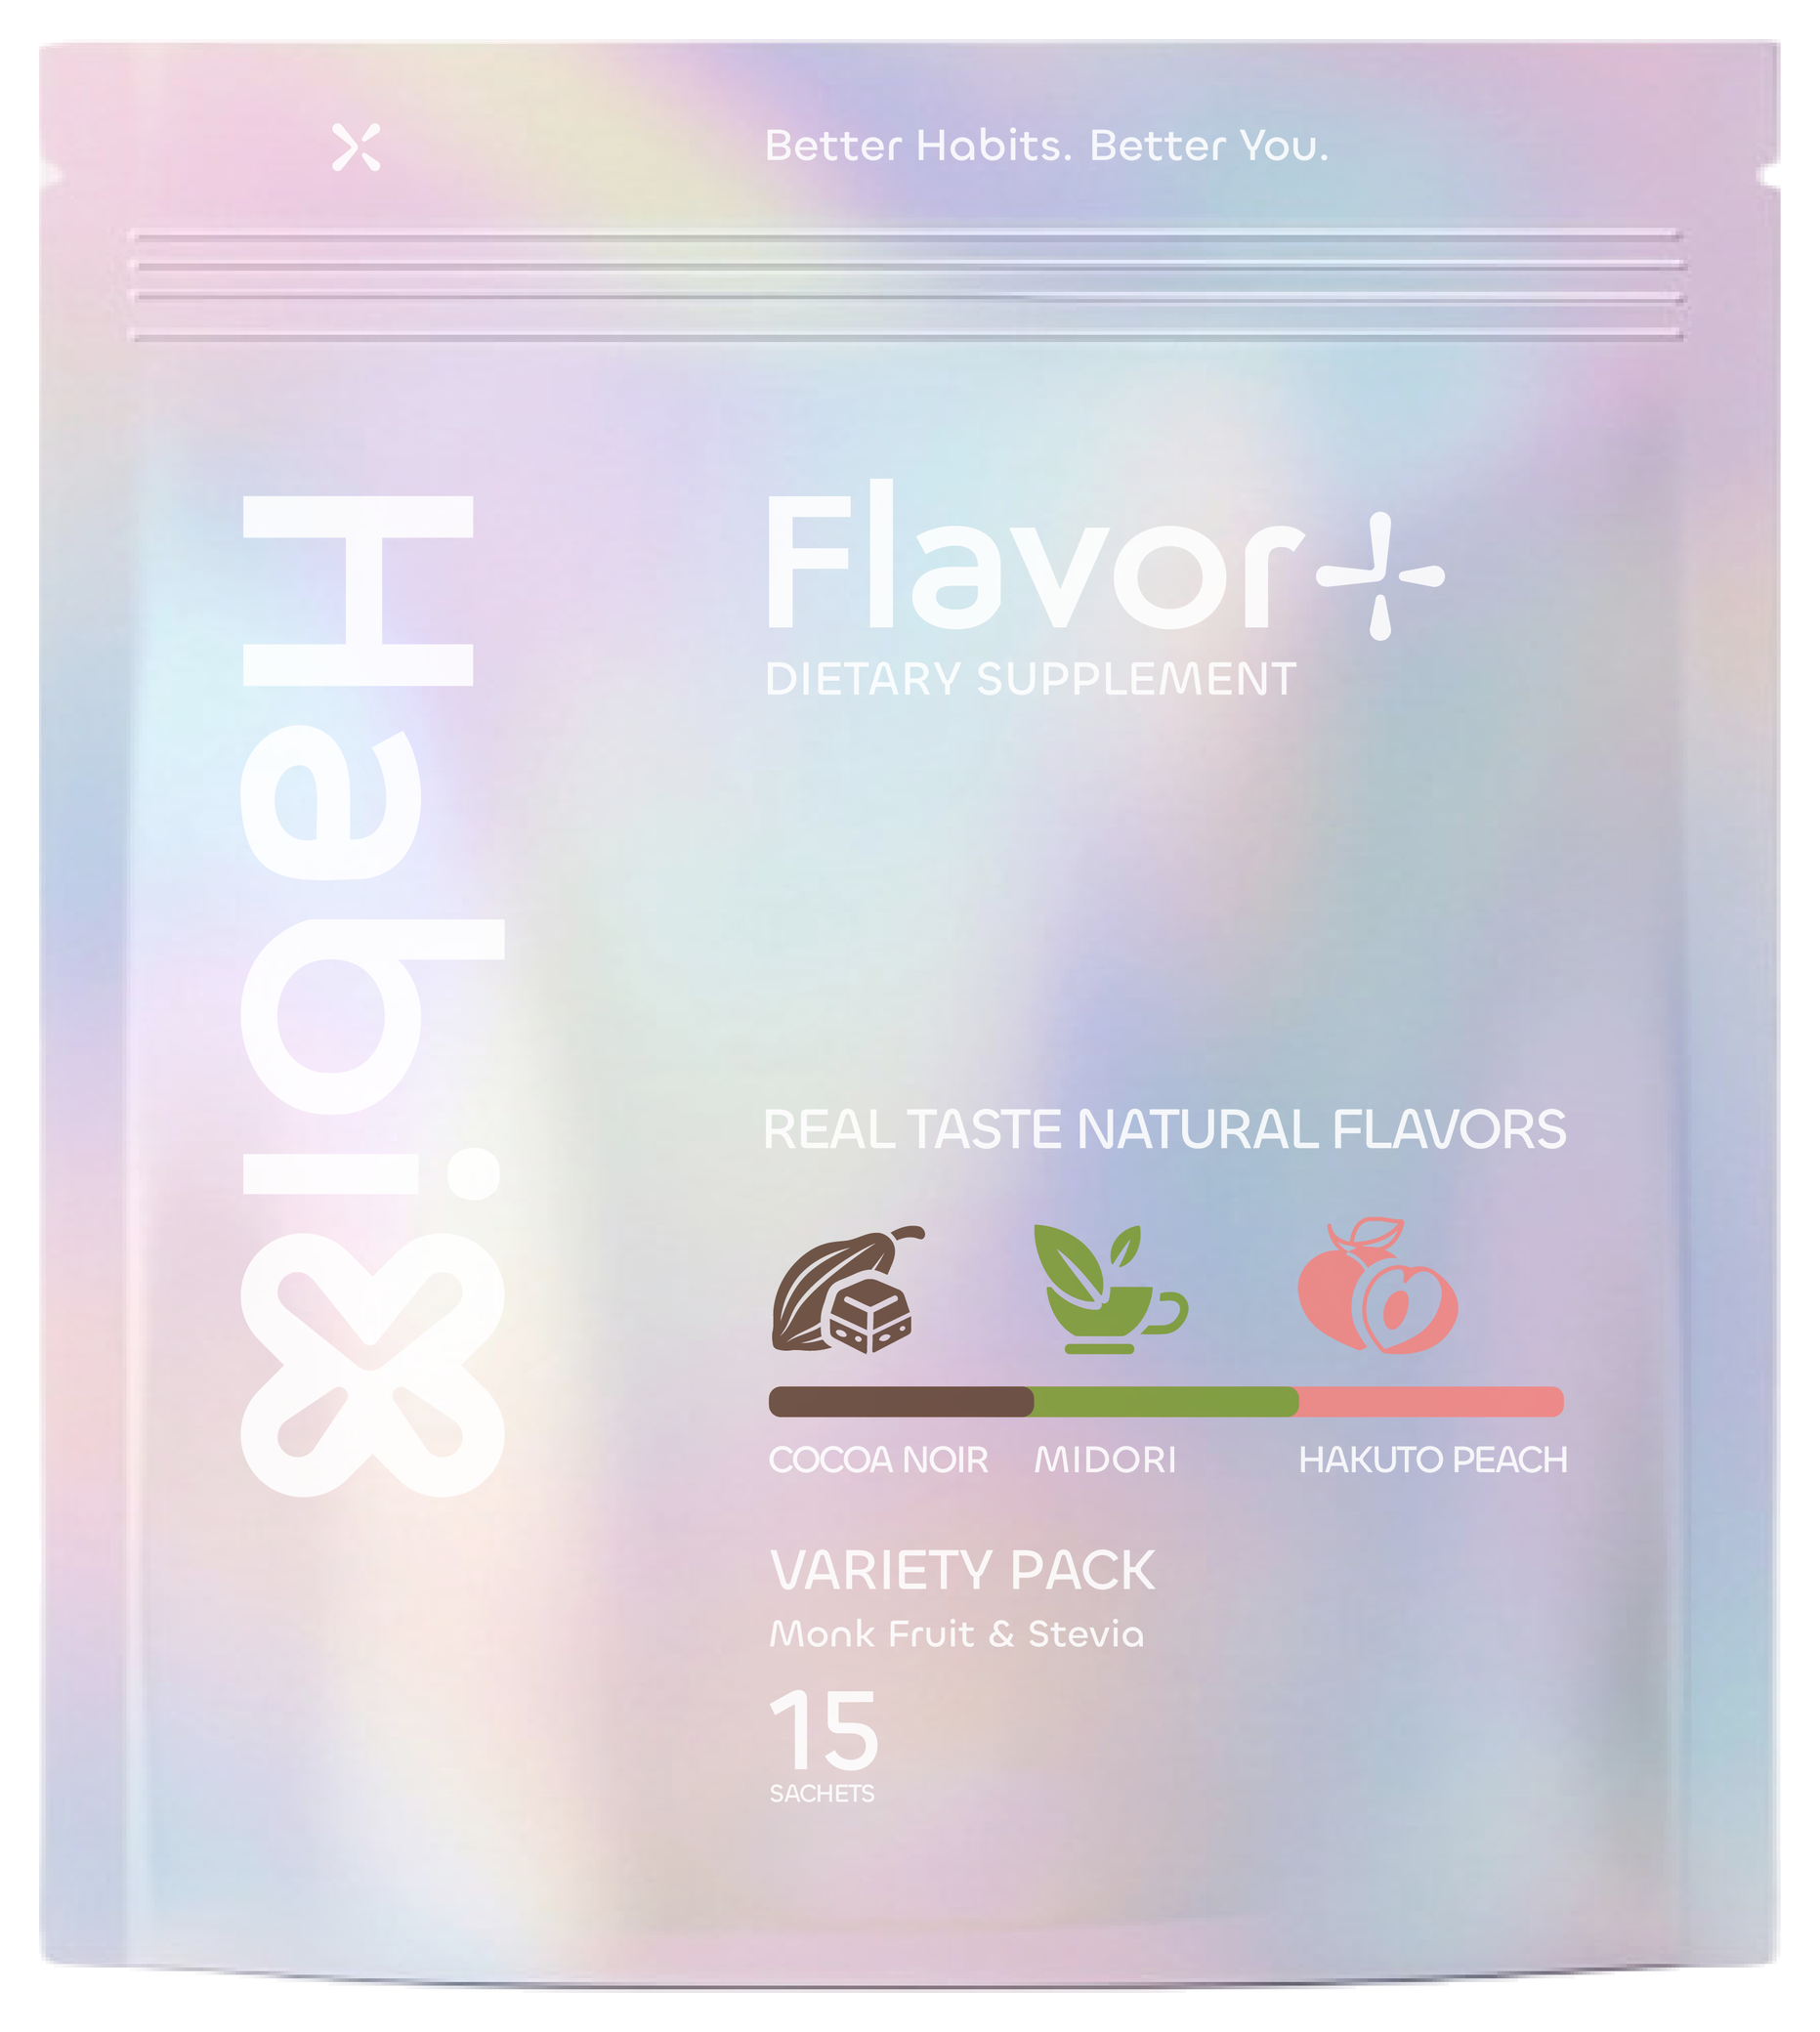 Better Habits. Better You.
Habi
Flavor+
DIETARY SUPPLEMENT
REAL TASTE NATURAL FLAVORS
COCOA NOIR MIDORI HAKUTO PEACH
VARIETY PACK
Monk Fruit & Stevia
15
SACHETS